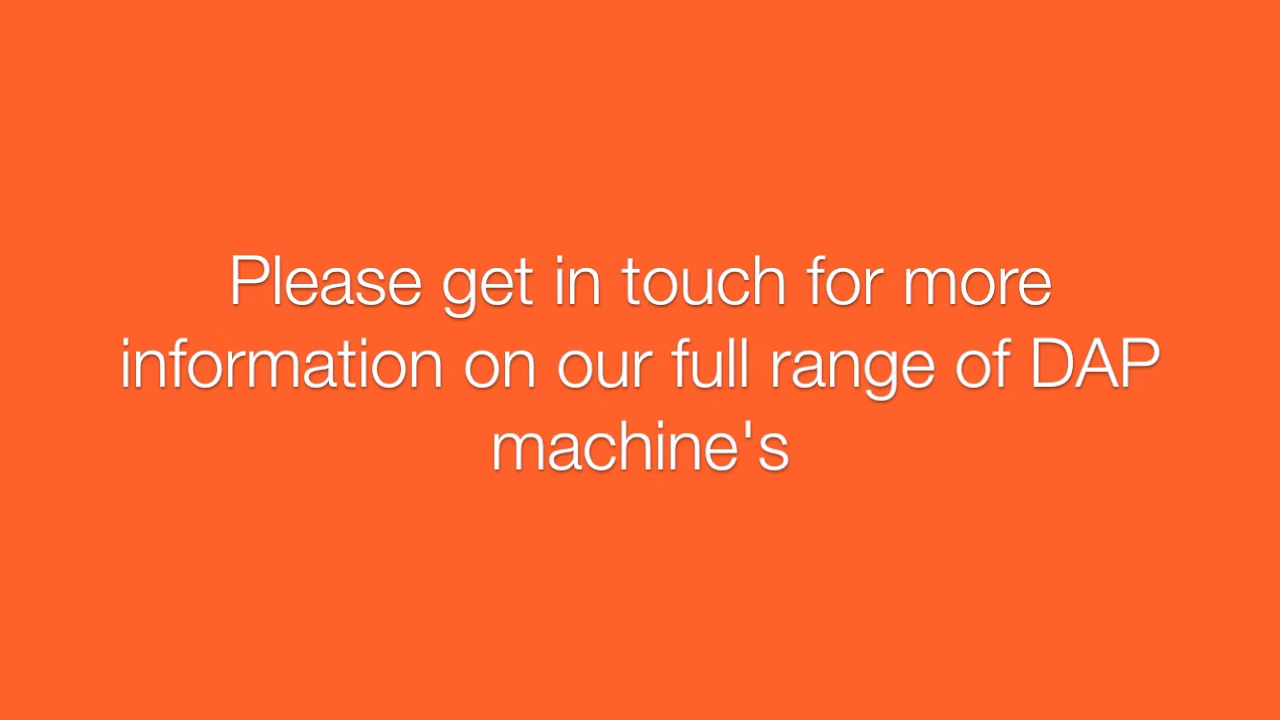 Please get in touch for more
information on our full range of DAP
machine's